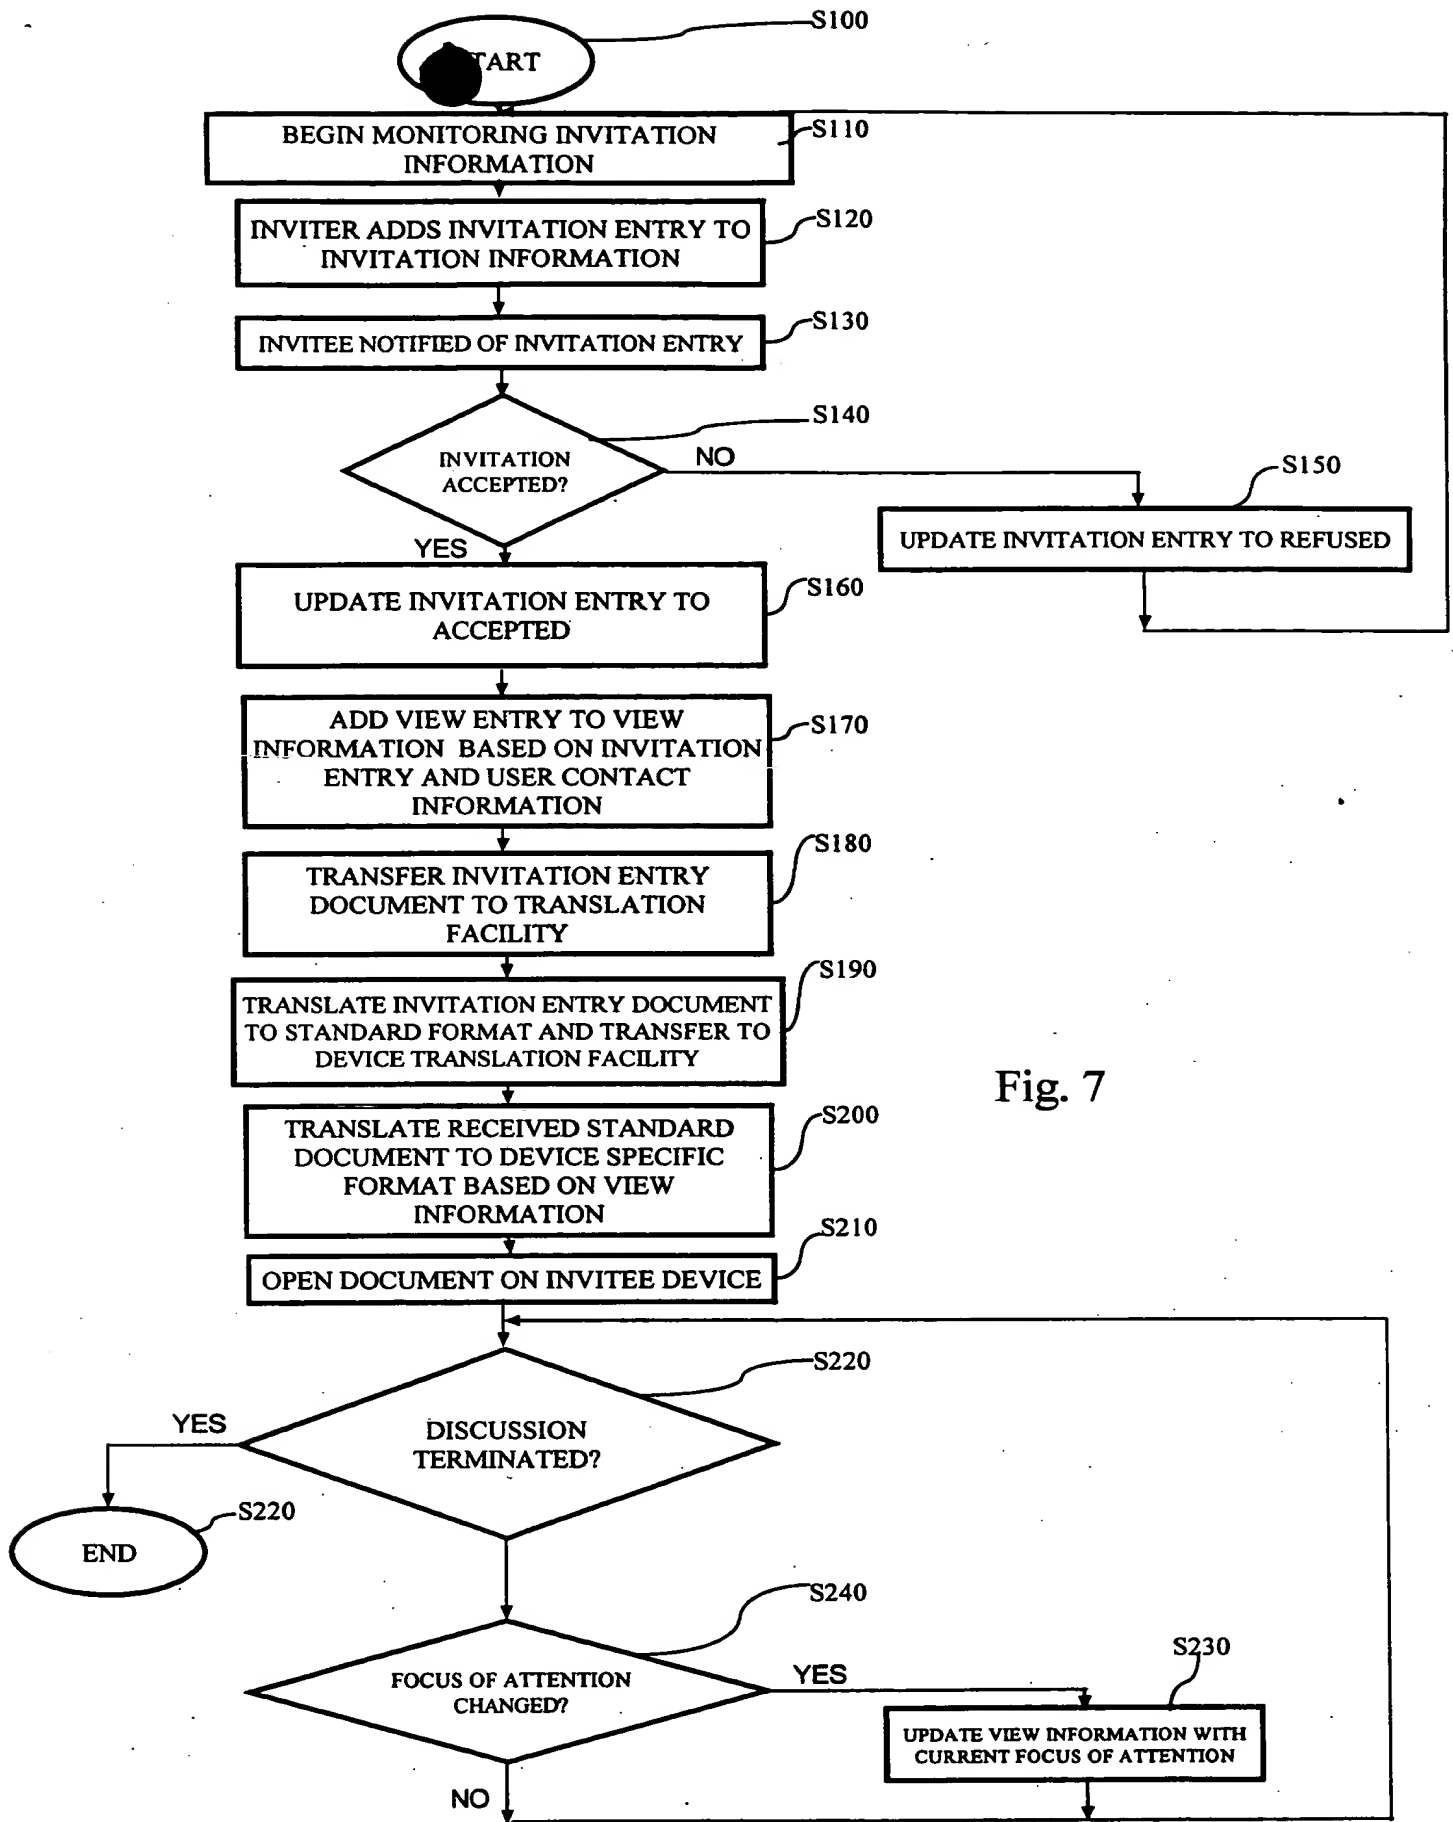 S100
TART
S110
BEGIN MONITORING INVITATION
INFORMATION
S120
INVITER ADDS INVITATION ENTRY TO
INVITATION INFORMATION
S130
INVITEE NOTIFIED OF INVITATION ENTRY
S140
INVITATION
ACCEPTED?
NO
S150
UPDATE INVITATION ENTRY TO REFUSED
YES
S160
UPDATE INVITATION ENTRY TO
ACCEPTED
S170
ADD VIEW ENTRY TO VIEW
INFORMATION BASED ON INVITATION
ENTRY AND USER CONTACT
INFORMATION
S180
TRANSFER INVITATION ENTRY
DOCUMENT TO TRANSLATION
FACILITY
S190
TRANSLATE INVITATION ENTRY DOCUMENT
TO STANDARD FORMAT AND TRANSFER TO
DEVICE TRANSLATION FACILITY
Fig. 7
S200
TRANSLATE RECEIVED STANDARD
DOCUMENT TO DEVICE SPECIFIC
FORMAT BASED ON VIEW
INFORMATION
S210
OPEN DOCUMENT ON INVITEE DEVICE
S220
DISCUSSION
TERMINATED?
YES
S220
END
S240
FOCUS OF ATTENTION
CHANGED?
YES
S230
UPDATE VIEW INFORMATION WITH
CURRENT FOCUS OF ATTENTION
NO